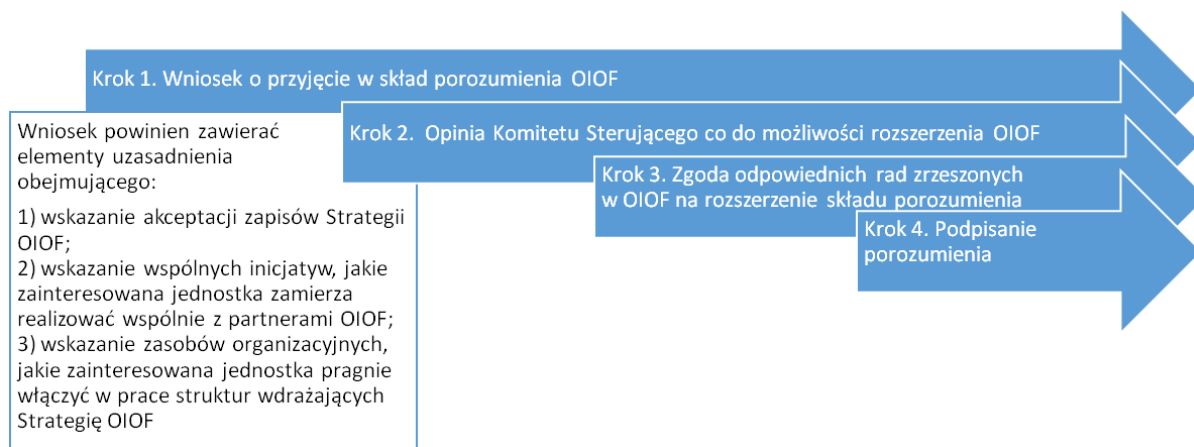 Krok 1. Wniosek o przyjęcie w skład porozumienia OIOF
Wniosek powinien zawierać
elementy uzasadnienia
obejmującego:
1) wskazanie akceptacji zapisów Strategii
OIOF;
2) wskazanie wspólnych inicjatyw, jakie
zainteresowana jednostka zamierza
realizować wspólnie z partnerami OIOF;
3) wskazanie zasobów organizacyjnych,
jakie zainteresowana jednostka pragnie
włączyć w prace struktur wdrażających
Strategię OIOF
Krok 2. Opinia Komitetu Sterującego co do możliwości rozszerzenia OIOF
Krok 3. Zgoda odpowiednich rad zrzeszonych
w OIOF na rozszerzenie składu porozumienia
Krok 4. Podpisanie
porozumienia